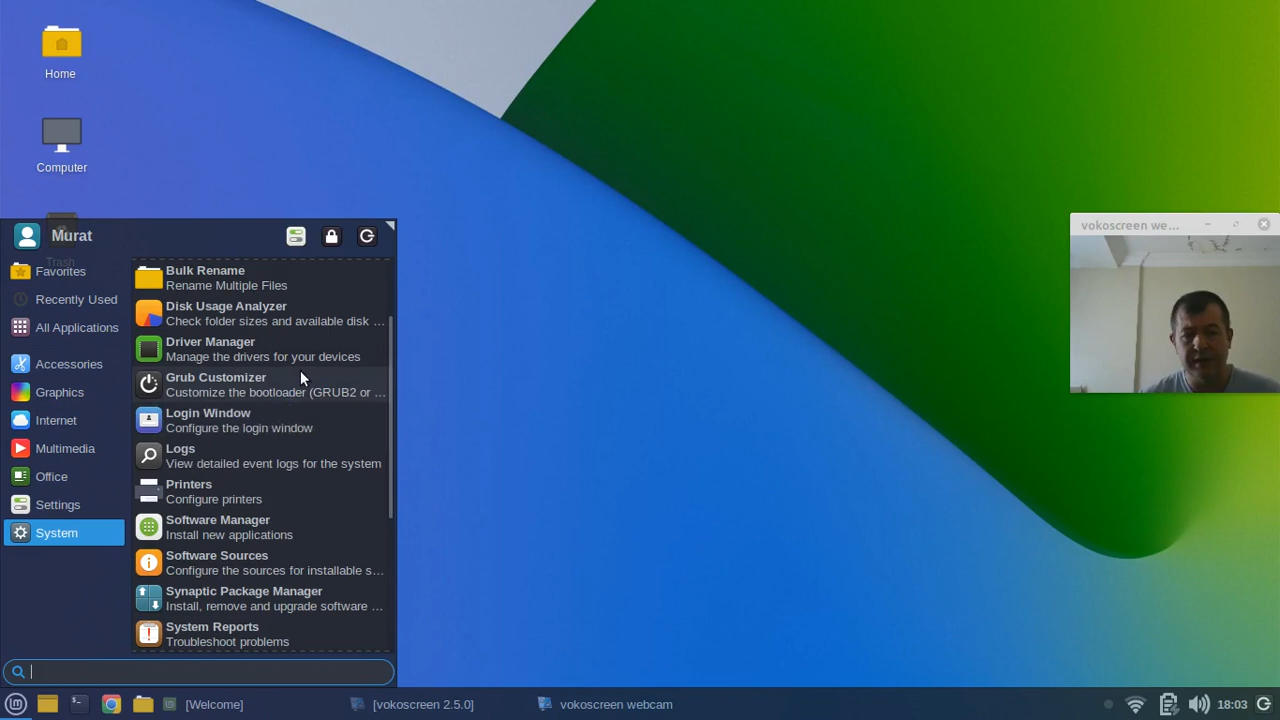 Home
Computer
Trash
Murat
Favorites
Recently Used
All Applications
Accessories
Graphics
Internet
Multimedia
Office
Settings
System
Bulk Rename
Rename Multiple Files
Disk Usage Analyzer
Check folder sizes and available disk ...
Driver Manager
Manage the drivers for your devices
Grub Customizer
Customize the bootloader (GRUB2 or ...
Login Window
Configure the login window
Logs
View detailed event logs for the system
Printers
Configure printers
Software Manager
Install new applications
Software Sources
Configure the sources for installable s...
Synaptic Package Manager
Install, remove and upgrade software ...
System Reports
Troubleshoot problems
vokoscreen we...
[Welcome]
[vokoscreen 2.5.0]
vokoscreen webcam
18:03